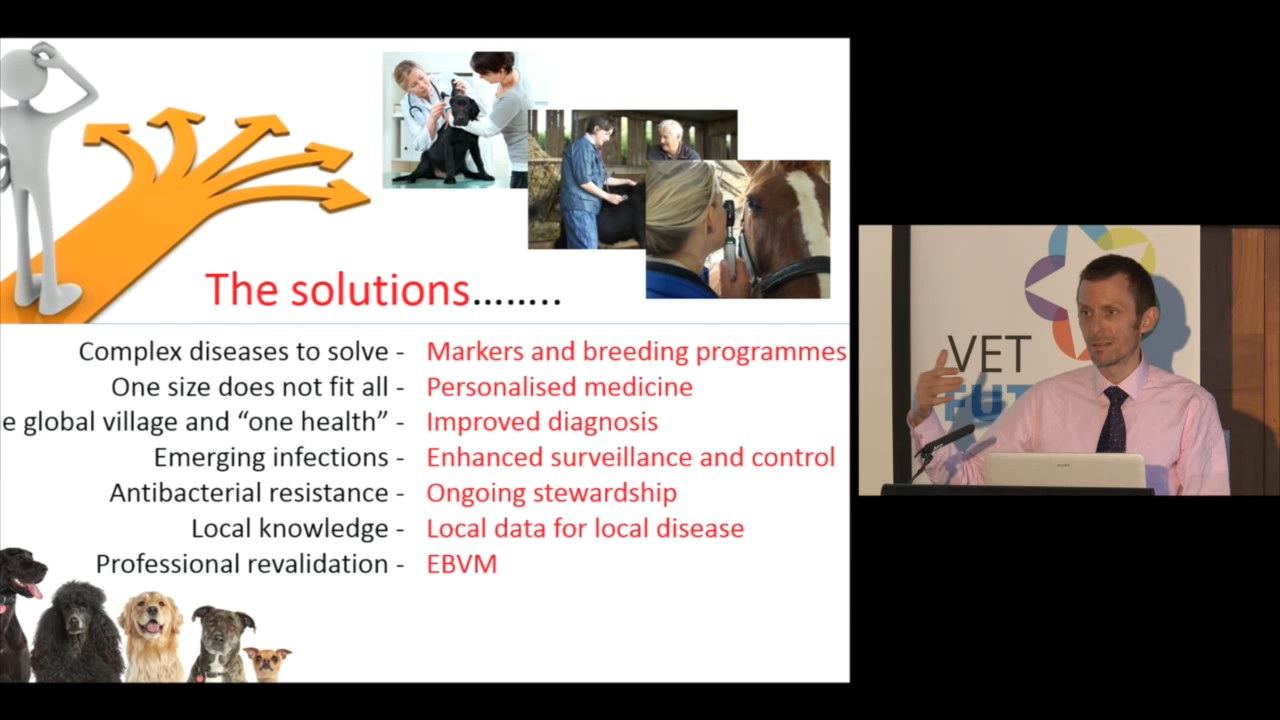 The solutions........
Complex diseases to solve - Markers and breeding programmes
One size does not fit all - Personalised medicine
e global village and “one health” - Improved diagnosis
Emerging infections - Enhanced surveillance and control
Antibacterial resistance - Ongoing stewardship
Local knowledge - Local data for local disease
Professional revalidation - EBVM
VET
FUT